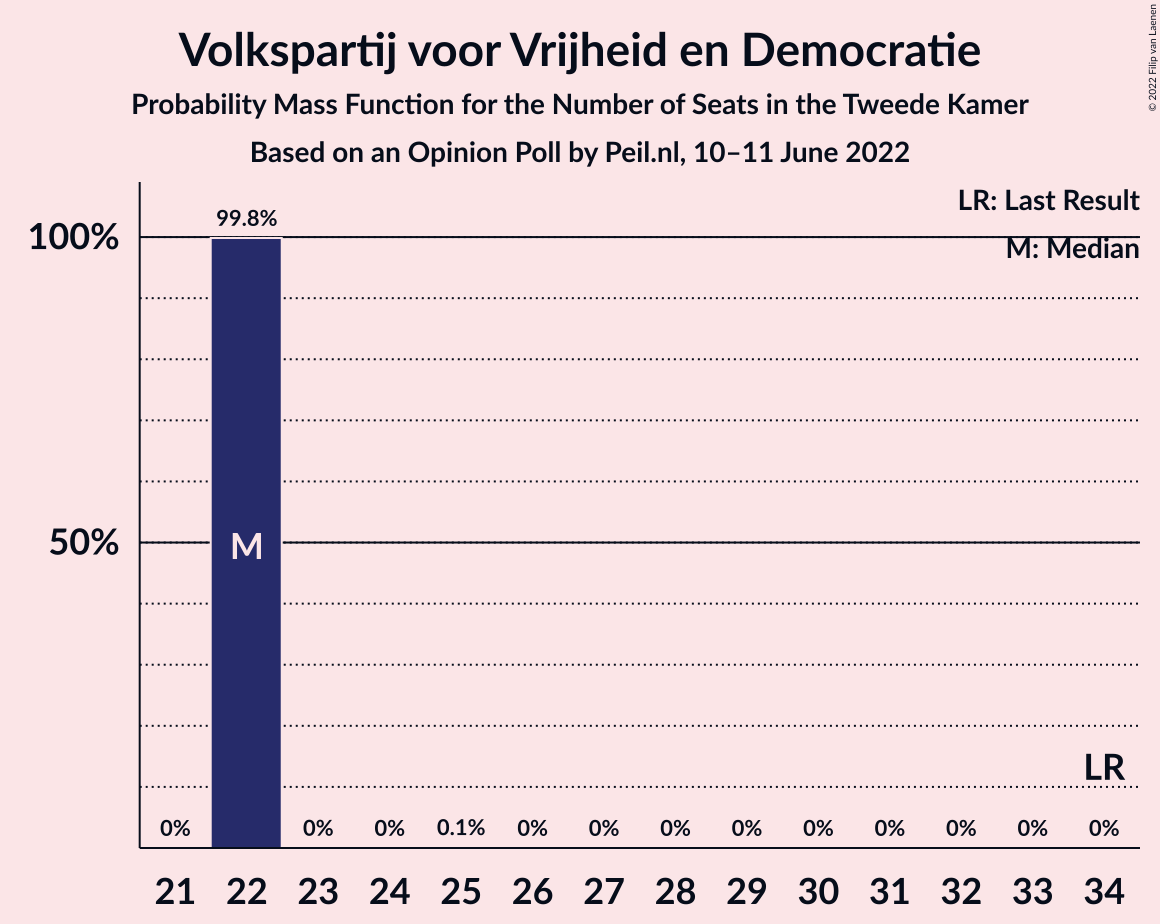 Volkspartij voor Vrijheid en Democratie
Probability Mass Function for the Number of Seats in the Tweede Kamer
Based on an Opinion Poll by Peil.nl, 10–11 June 2022
© 2022 Filip van Laenen
LR: Last Result
M: Median
100%
50%
99.8%
M
LR
0% 0% 0% 0.1% 0% 0% 0% 0% 0% 0% 0% 0% 0%
21 22 23 24 25 26 27 28 29 30 31 32 33 34